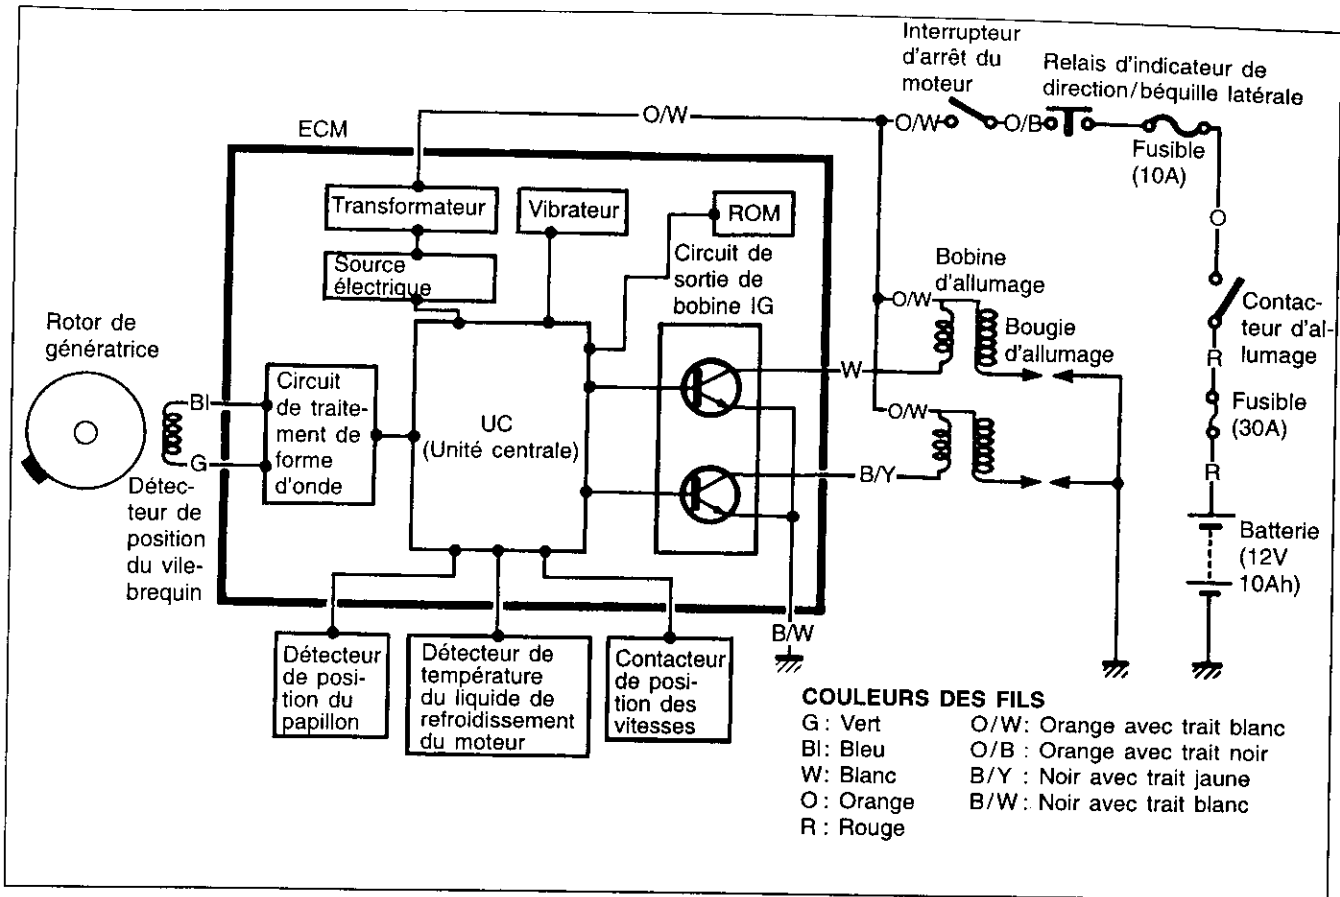 Interrupteur
d'arrêt du
moteur
Relais d'indicateur de
direction/béquille latérale
O/W
O/W
O/B
Fusible
(10A)
ECM
Transformateur
Vibrateur
ROM
Source
électrique
Circuit de
sortie de
bobine IG
O
Bobine
d'allumage
O/W
Bougie
d'allumage
Contac-
teur d'al-
lumage
R
Rotor de
génératrice
Bl
G
Circuit
de traite-
ment de
forme
d'onde
UC
(Unité centrale)
W
O/W
B/Y
Fusible
(30A)
R
Détec-
teur de
position
du vile-
brequin
Batterie
(12V
10Ah)
B/W
Détecteur
de posi-
tion du
papillon
Détecteur de
température
du liquide de
refroidissement
du moteur
Contacteur
de posi-
tion des
vitesses
COULEURS DES FILS
G : Vert
Bl: Bleu
W: Blanc
O : Orange
R : Rouge
O/W: Orange avec trait blanc
O/B : Orange avec trait noir
B/Y : Noir avec trait jaune
B/W: Noir avec trait blanc